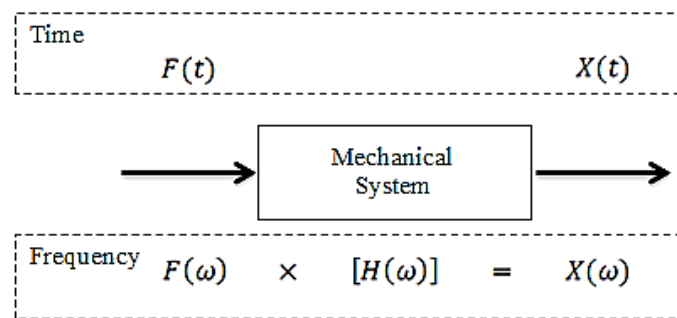 Time
F(t) X(t)
Mechanical
System
Frequency F(ω) × [H(ω)] = X(ω)